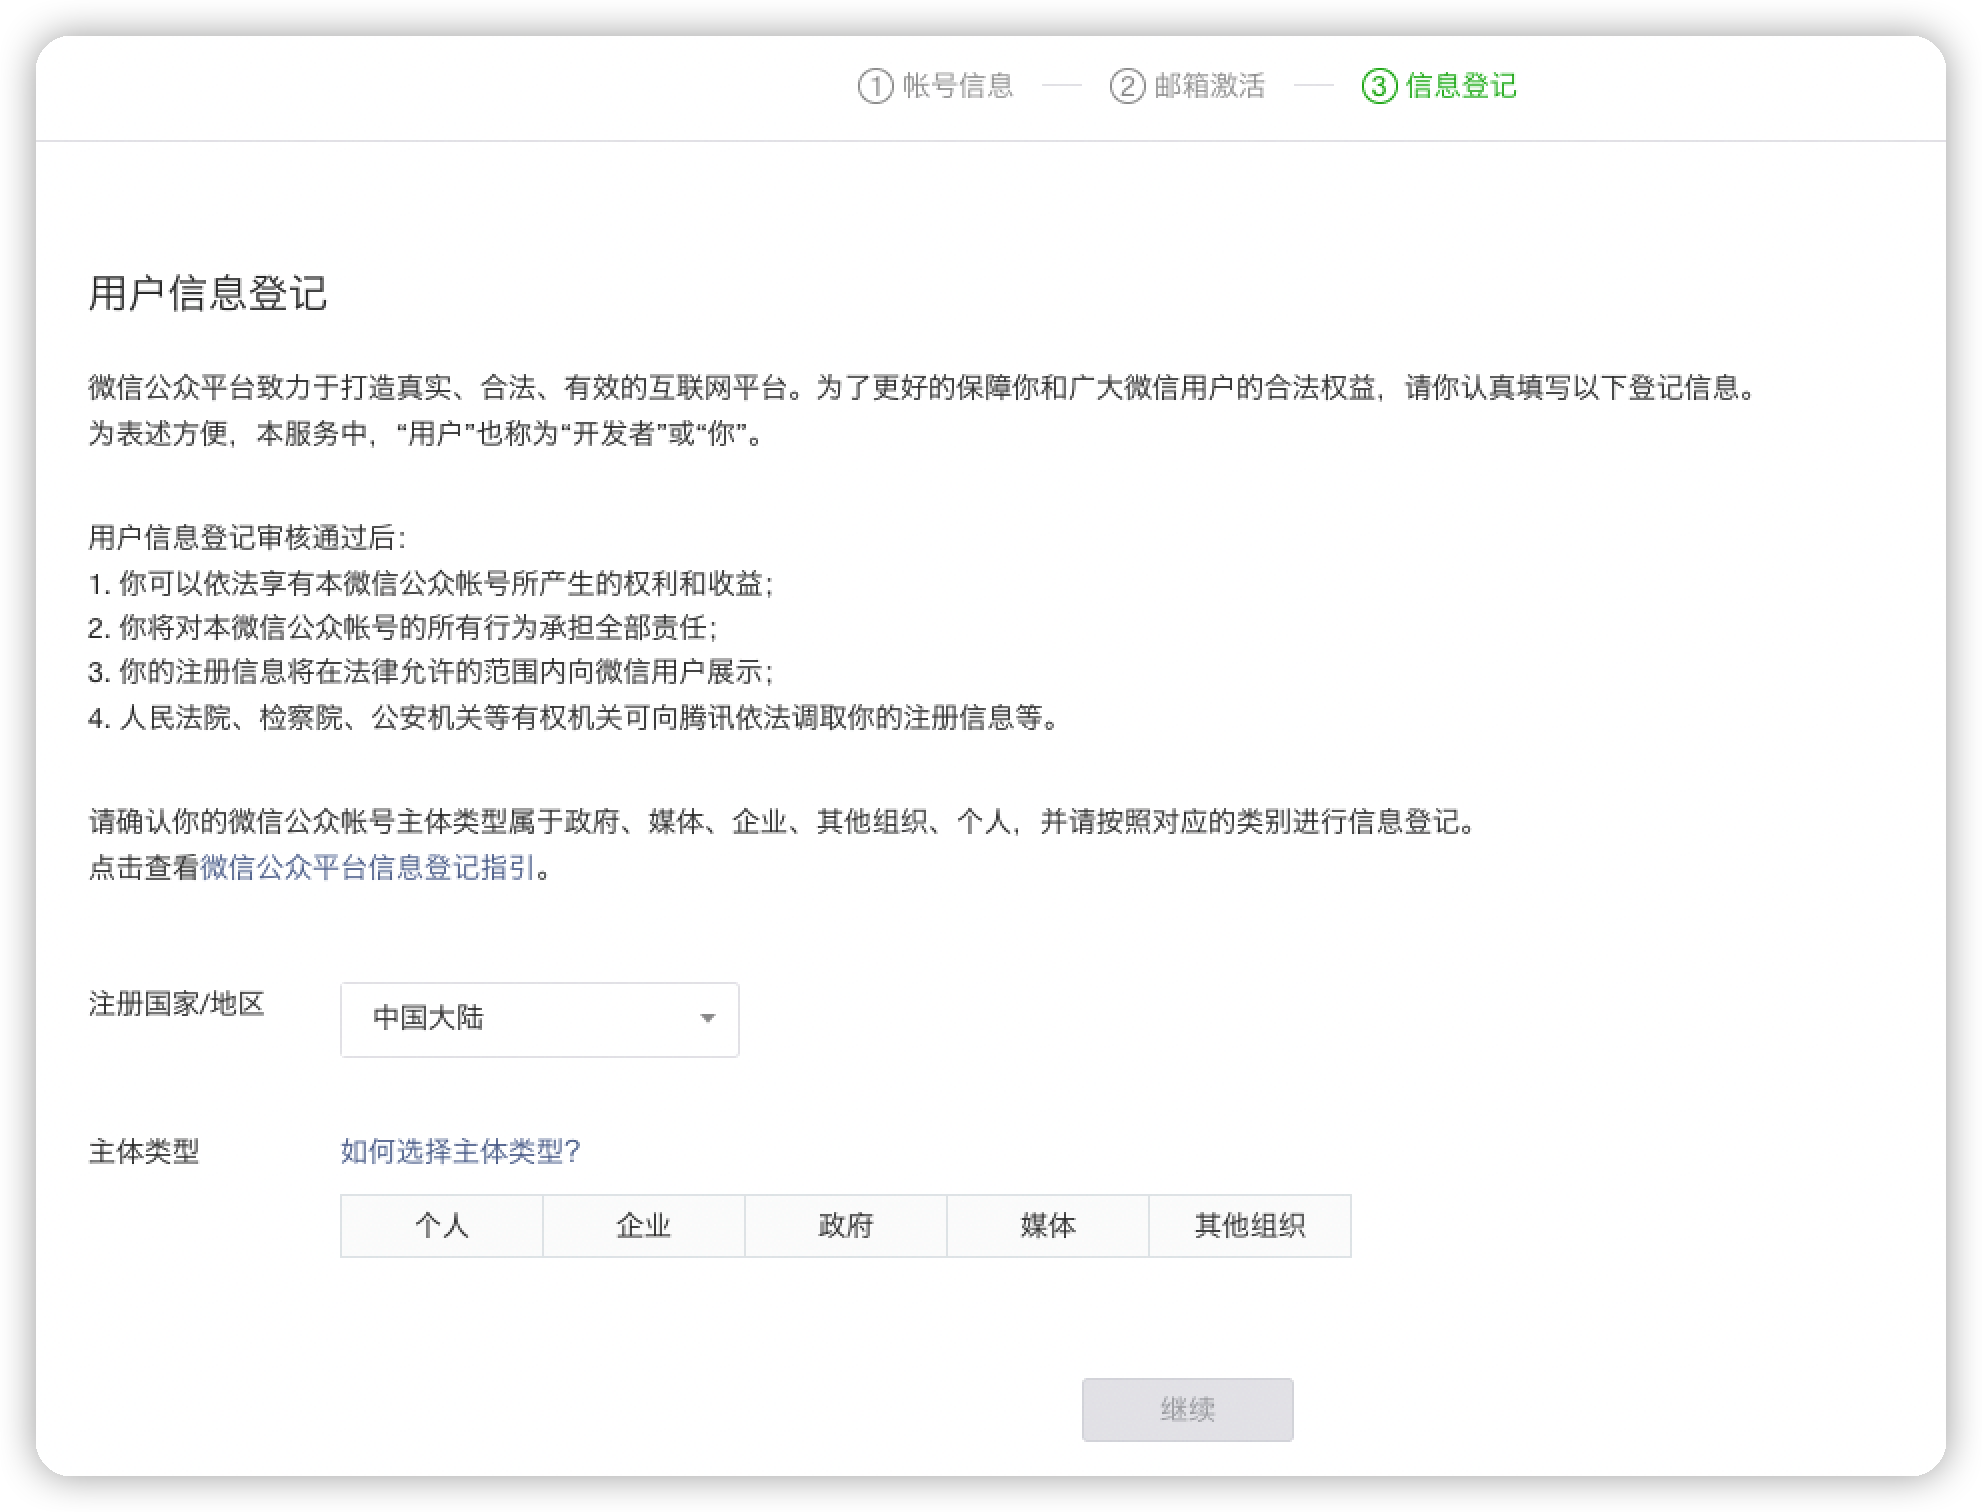 ① 帐号信息 — ② 邮箱激活 — ③ 信息登记
用户信息登记
微信公众平台致力于打造真实、合法、有效的互联网平台。为了更好的保障你和广大微信用户的合法权益，请你认真填写以下登记信息。
为表述方便，本服务中，“用户”也称为“开发者”或“你”。
用户信息登记审核通过后：
1. 你可以依法享有本微信公众帐号所产生的权利和收益；
2. 你将对本微信公众帐号的所有行为承担全部责任；
3. 你的注册信息将在法律允许的范围内向微信用户展示；
4. 人民法院、检察院、公安机关等有权机关可向腾讯依法调取你的注册信息等。
请确认你的微信公众帐号主体类型属于政府、媒体、企业、其他组织、个人，并请按照对应的类别进行信息登记。
点击查看微信公众平台信息登记指引。
注册国家/地区 中国大陆
主体类型 如何选择主体类型？
个人 企业 政府 媒体 其他组织
继续